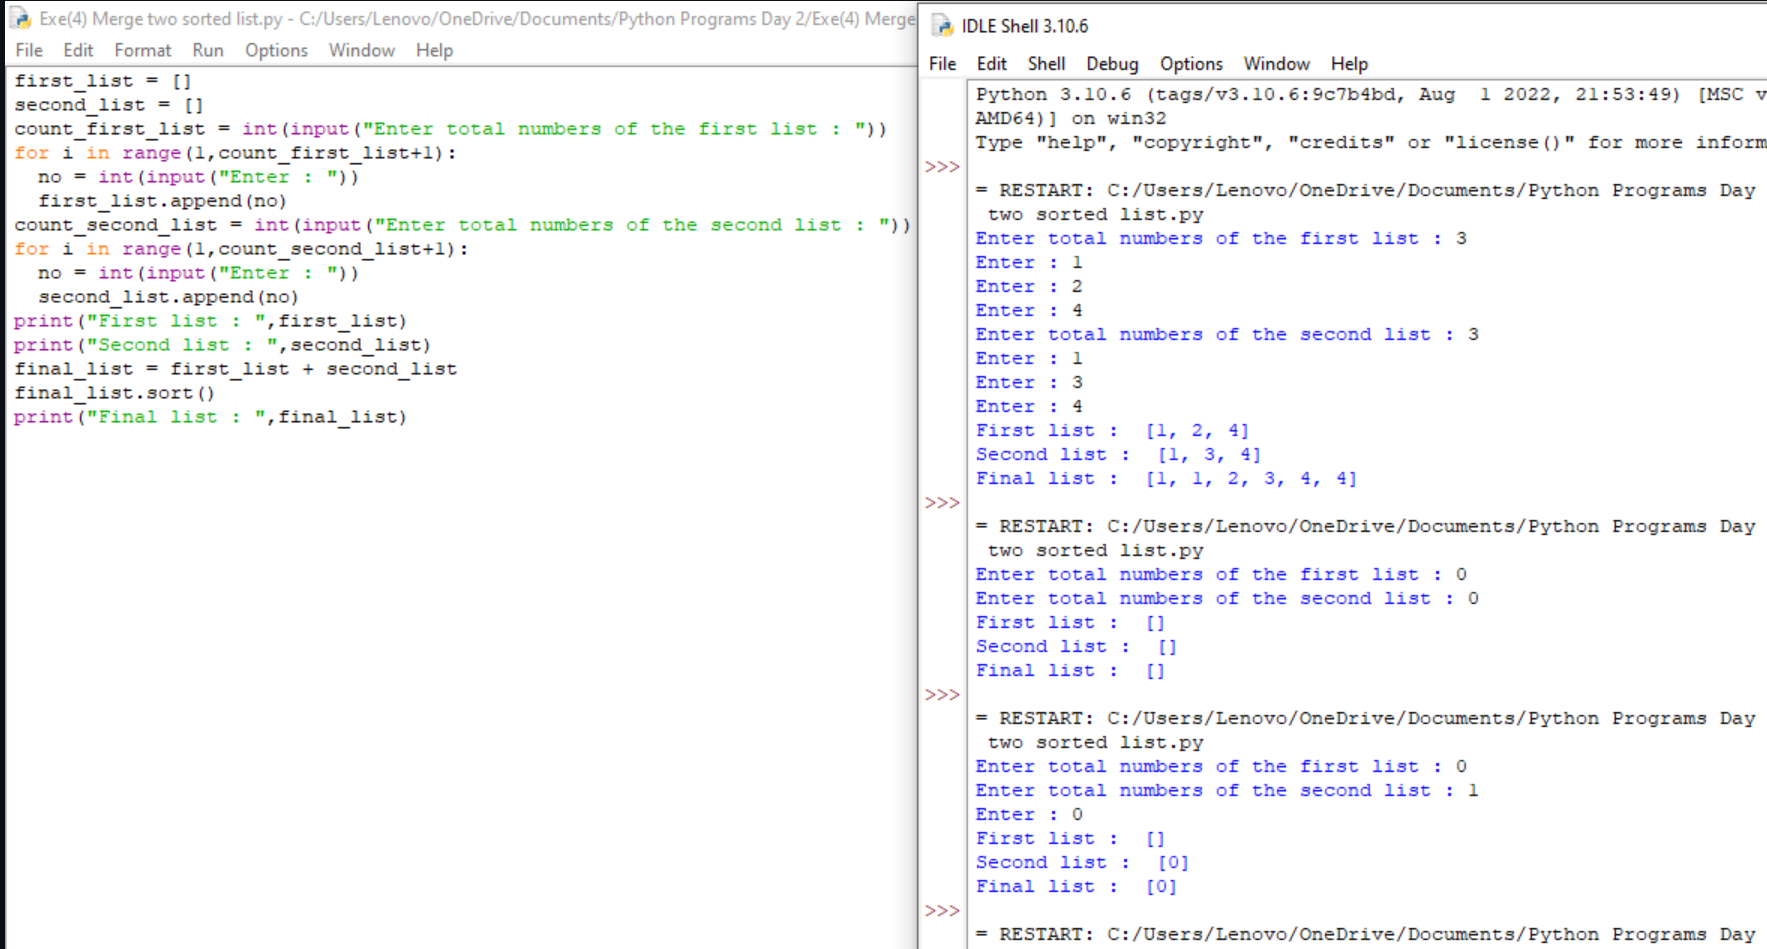 Exe(4) Merge two sorted list.py - C:/Users/Lenovo/OneDrive/Documents/Python Programs Day 2/Exe(4) Merge
File Edit Format Run Options Window Help
first_list = []
second_list = []
count_first_list = int(input("Enter total numbers of the first list : "))
for i in range(1,count_first_list+1):
  no = int(input("Enter : "))
  first_list.append(no)
count_second_list = int(input("Enter total numbers of the second list : "))
for i in range(1,count_second_list+1):
  no = int(input("Enter : "))
  second_list.append(no)
print("First list : ",first_list)
print("Second list : ",second_list)
final_list = first_list + second_list
final_list.sort()
print("Final list : ",final_list)
IDLE Shell 3.10.6
File Edit Shell Debug Options Window Help
Python 3.10.6 (tags/v3.10.6:9c7b4bd, Aug  1 2022, 21:53:49) [MSC v
AMD64)] on win32
Type "help", "copyright", "credits" or "license()" for more inform
>>>
= RESTART: C:/Users/Lenovo/OneDrive/Documents/Python Programs Day
 two sorted list.py
Enter total numbers of the first list : 3
Enter : 1
Enter : 2
Enter : 4
Enter total numbers of the second list : 3
Enter : 1
Enter : 3
Enter : 4
First list :  [1, 2, 4]
Second list :  [1, 3, 4]
Final list :  [1, 1, 2, 3, 4, 4]
>>>
= RESTART: C:/Users/Lenovo/OneDrive/Documents/Python Programs Day
 two sorted list.py
Enter total numbers of the first list : 0
Enter total numbers of the second list : 0
First list :  []
Second list :  []
Final list :  []
>>>
= RESTART: C:/Users/Lenovo/OneDrive/Documents/Python Programs Day
 two sorted list.py
Enter total numbers of the first list : 0
Enter total numbers of the second list : 1
Enter : 0
First list :  []
Second list :  [0]
Final list :  [0]
>>>
= RESTART: C:/Users/Lenovo/OneDrive/Documents/Python Programs Day